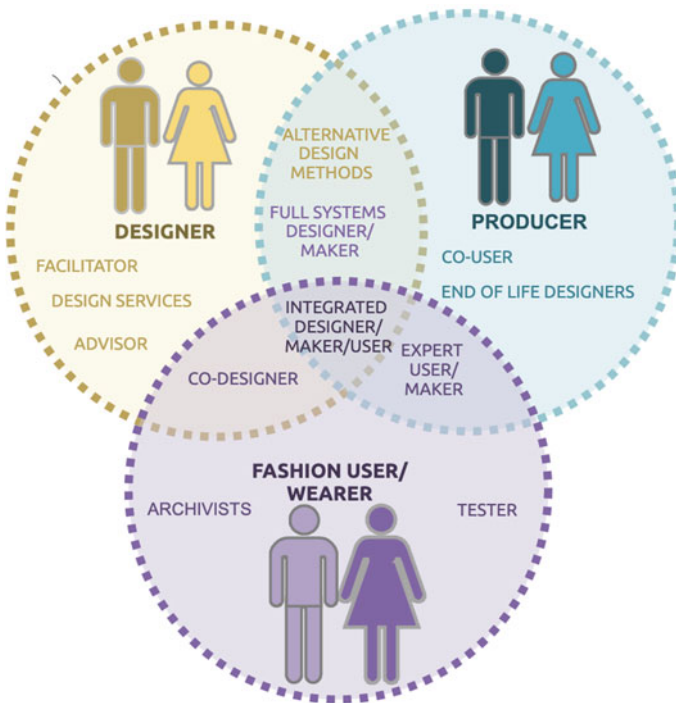 ALTERNATIVE
DESIGN
METHODS
DESIGNER
FULL SYSTEMS
DESIGNER/
MAKER
PRODUCER
FACILITATOR
DESIGN SERVICES
ADVISOR
CO-USER
END OF LIFE DESIGNERS
INTEGRATED
DESIGNER/
MAKER/USER
CO-DESIGNER
EXPERT
USER/
MAKER
FASHION USER/
WEARER
ARCHIVISTS
TESTER